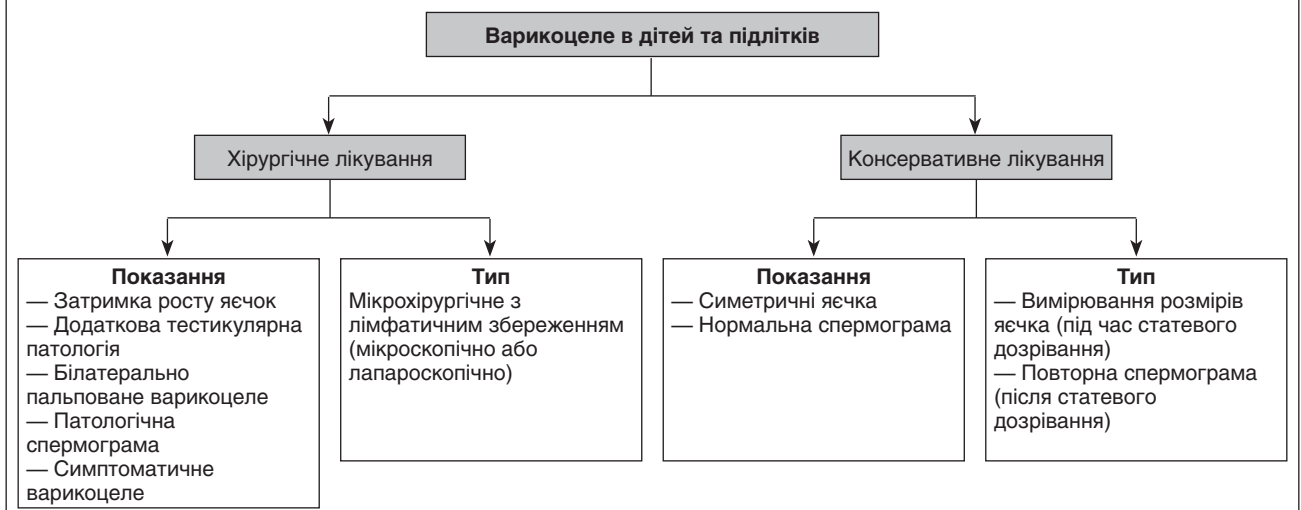 Варикоцеле в дітей та підлітків
Хірургічне лікування
Консервативне лікування
Показання
— Затримка росту яєчок
— Додаткова тестикулярна
патологія
— Білатерально
пальповане варикоцеле
— Патологічна
спермограма
— Симптоматичне
варикоцеле
Тип
Мікрохірургічне з
лімфатичним збереженням
(мікроскопічно або
лапароскопічно)
Показання
— Симетричні яєчка
— Нормальна спермограма
Тип
— Вимірювання розмірів
яєчка (під час статевого
дозрівання)
— Повторна спермограма
(після статевого
дозрівання)